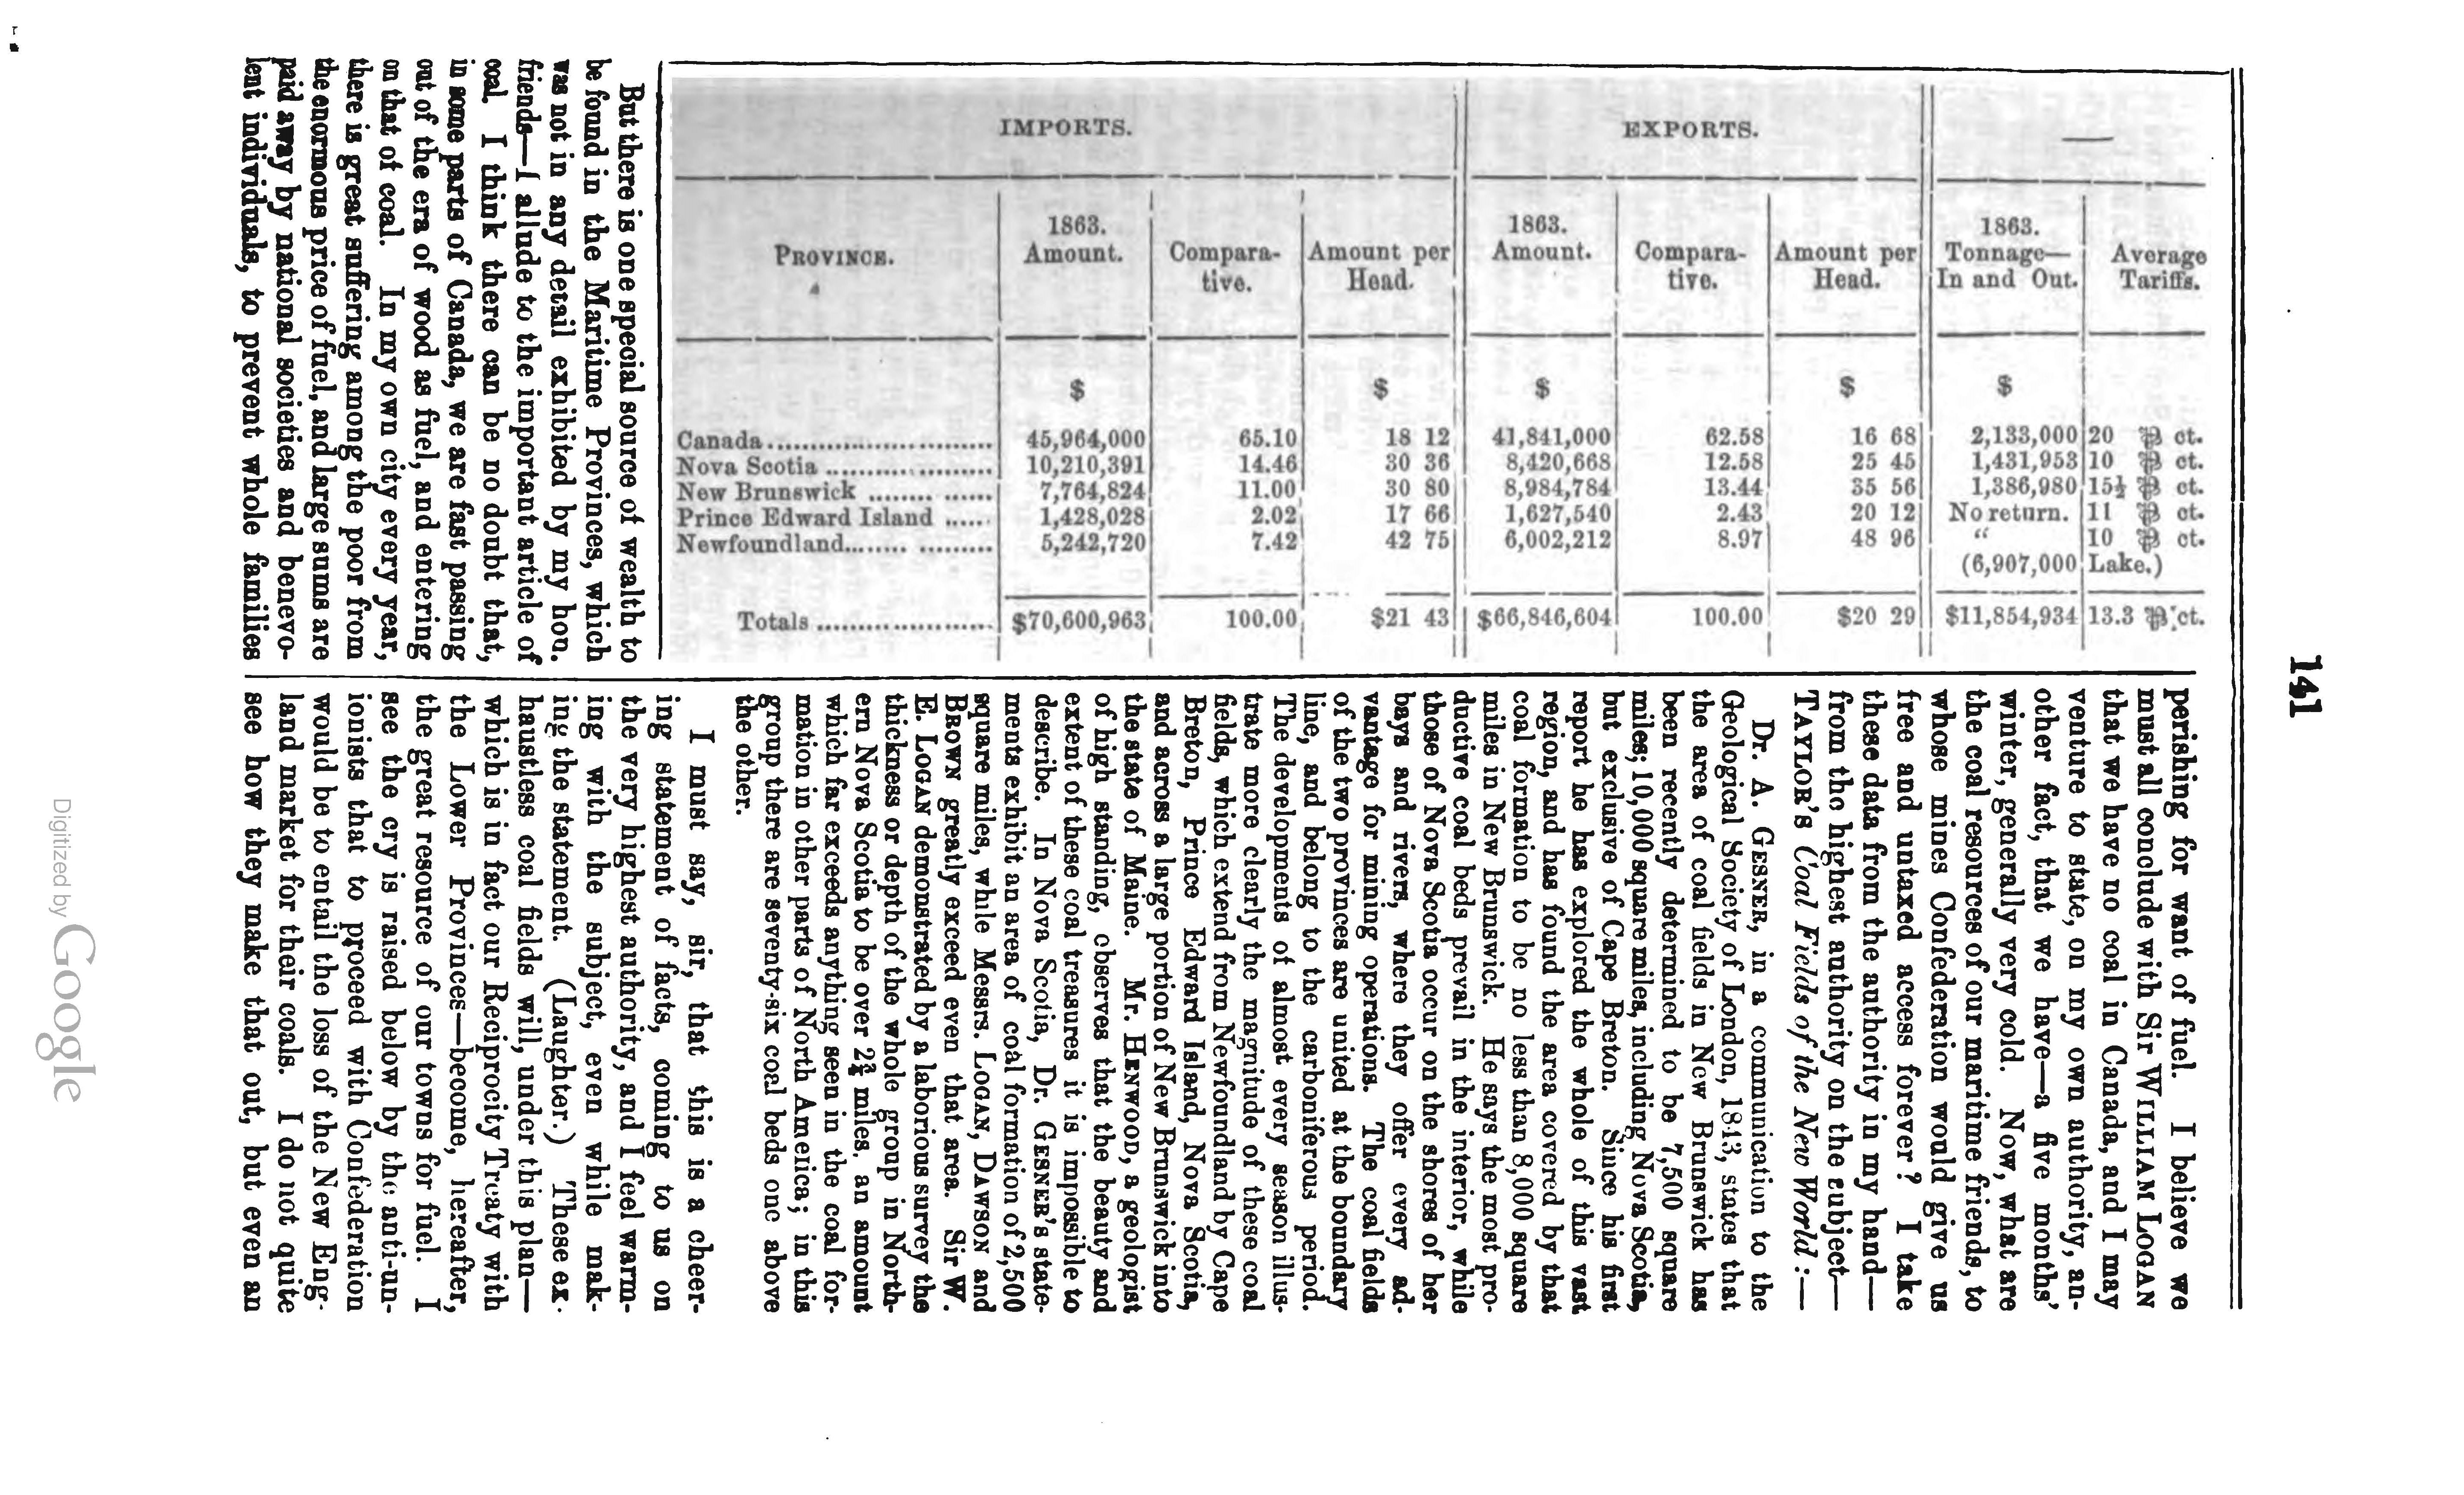 141
IMPORTS. EXPORTS. —
PROVINCE. 1863. Amount. Compara-tive. Amount per Head. 1863. Amount. Compara-tive. Amount per Head. 1863. Tonnage—In and Out. Average Tariffs.
$ $ $ $ $
Canada........................... 45,964,000 65.10 18 12 41,841,000 62.58 16 68 2,133,000 20 ⅌ ct.
Nova Scotia .................... 10,210,391 14.46 30 36 8,420,668 12.58 25 45 1,431,953 10 ⅌ ct.
New Brunswick ........ ...... 7,764,824 11.00 30 80 8,984,784 13.44 35 56 1,386,980 15½ ⅌ ct.
Prince Edward Island ...... 1,428,028 2.02 17 66 1,627,540 2.43 20 12 No return. 11 ⅌ ct.
Newfoundland........ ......... 5,242,720 7.42 42 75 6,002,212 8.97 48 96 “ 10 ⅌ ct.
(6,907,000 Lake.)
Totals .................... $70,600,963 100.00 $21 43 $66,846,604 100.00 $20 29 $11,854,934 13.3 ⅌ ct.
But there is one special source of wealth to
be found in the Maritime Provinces, which
was not in any detail exhibited by my hon.
friends—I allude to the important article of
coal. I think there can be no doubt that,
in some parts of Canada, we are fast passing
out of the era of wood as fuel, and entering
on that of coal. In my own city every year,
there is great suffering among the poor from
the enormous price of fuel, and large sums are
paid away by national societies and benevo-
lent individuals, to prevent whole families
perishing for want of fuel. I believe we
must all conclude with Sir WILLIAM LOGAN
that we have no coal in Canada, and I may
venture to state, on my own authority, an-
other fact, that we have—a five months’
winter, generally very cold. Now, what are
the coal resources of our maritime friends, to
whose mines Confederation would give us
free and untaxed access forever? I take
these data from the authority in my hand—
from the highest authority on the subject—
TAYLOR’S Coal Fields of the New World:—
Dr. A. GESNER, in a communication to the
Geological Society of London, 1843, states that
the area of coal fields in New Brunswick has
been recently determined to be 7,500 square
miles; 10,000 square miles, including Nova Scotia,
but exclusive of Cape Breton. Since his first
report he has explored the whole of this vast
region, and has found the area covered by that
coal formation to be no less than 8,000 square
miles in New Brunswick. He says the most pro-
ductive coal beds prevail in the interior, while
those of Nova Scotia occur on the shores of her
bays and rivers, where they offer every ad-
vantage for mining operations. The coal fields
of the two provinces are united at the boundary
line, and belong to the carboniferous period.
The developments of almost every season illus-
trate more clearly the magnitude of these coal
fields, which extend from Newfoundland by Cape
Breton, Prince Edward Island, Nova Scotia,
and across a large portion of New Brunswick into
the state of Maine. Mr. HENWOOD, a geologist
of high standing, observes that the beauty and
extent of these coal treasures it is impossible to
describe. In Nova Scotia, Dr. GESNER’S state-
ments exhibit an area of coal formation of 2,500
square miles, while Messrs. LOGAN, DAWSON and
BROWN greatly exceed even that area. Sir W.
E. LOGAN demonstrated by a laborious survey the
thickness or depth of the whole group in North-
ern Nova Scotia to be over 2¾ miles, an amount
which far exceeds anything seen in the coal for-
mation in other parts of North America; in this
group there are seventy-six coal beds one above
the other.
I must say, sir, that this is a cheer-
ing statement of facts, coming to us on
the very highest authority, and I feel warm-
ing with the subject, even while mak-
ing the statement. (Laughter.) These ex-
haustless coal fields will, under this plan—
which is in fact our Reciprocity Treaty with
the Lower Provinces—become, hereafter,
the great resource of our towns for fuel. I
see the cry is raised below by the anti-un-
ionists that to proceed with Confederation
would be to entail the loss of the New Eng-
land market for their coals. I do not quite
see how they make that out, but even an
Digitized by Google